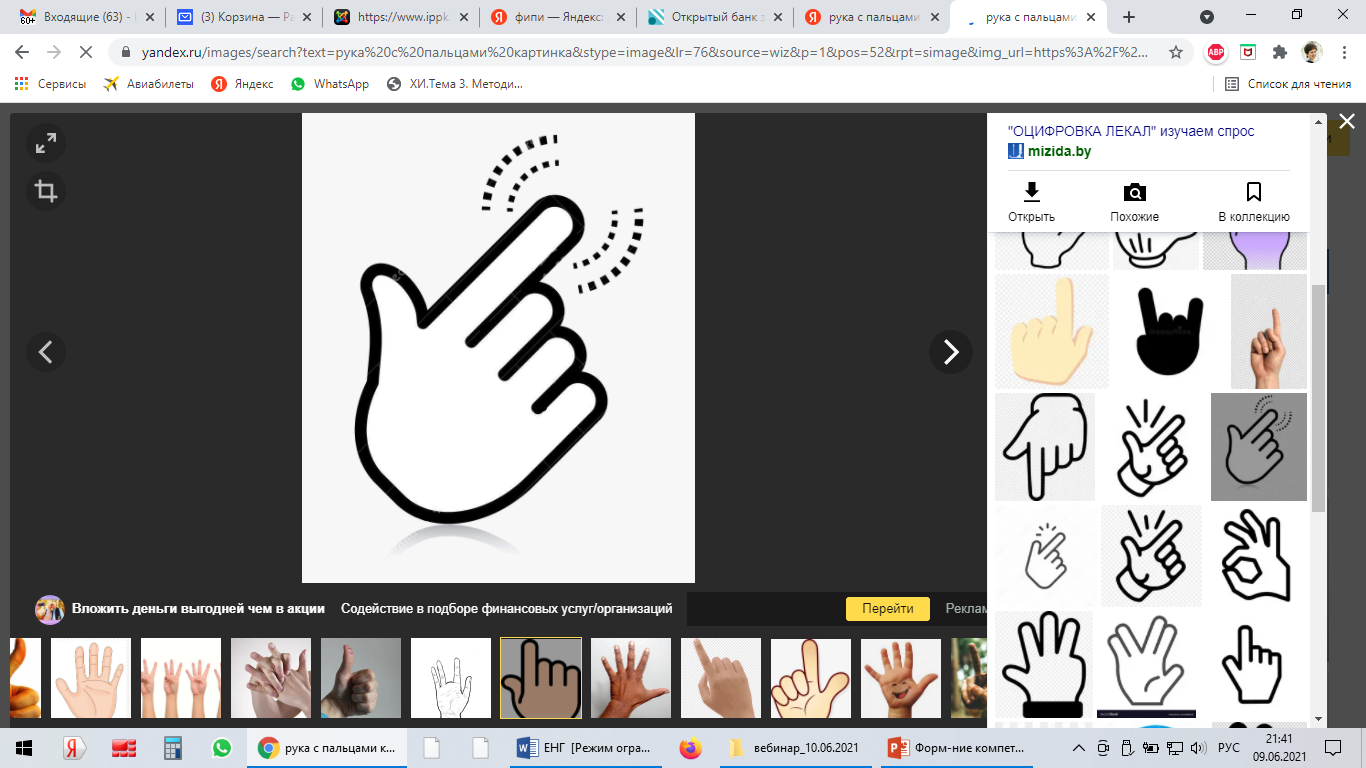 Входящие (63) -
(3) Корзина — Ра
https://www.ippk
фипи — Яндекс:
Открытый банк з
рука с пальцами
рука с пальцами
yandex.ru/images/search?text=рука%20с%20пальцами%20картинка&stype=image&lr=76&source=wiz&p=1&pos=52&rpt=simage&img_url=https%3A%2F%2...
ABP
Сервисы
Авиабилеты
Яндекс
WhatsApp
ХИ.Тема 3. Методи...
Список для чтения
"ОЦИФРОВКА ЛЕКАЛ" изучаем спрос
mizida.by
Открыть
Похожие
В коллекцию
Вложить деньги выгодней чем в акции
Содействие в подборе финансовых услуг/организаций
Перейти
Реклам
рука с пальцами к...
ЕНГ [Режим огра...
вебинар_10.06.2021
Форм-ние компет...
РУС
21:41
09.06.2021